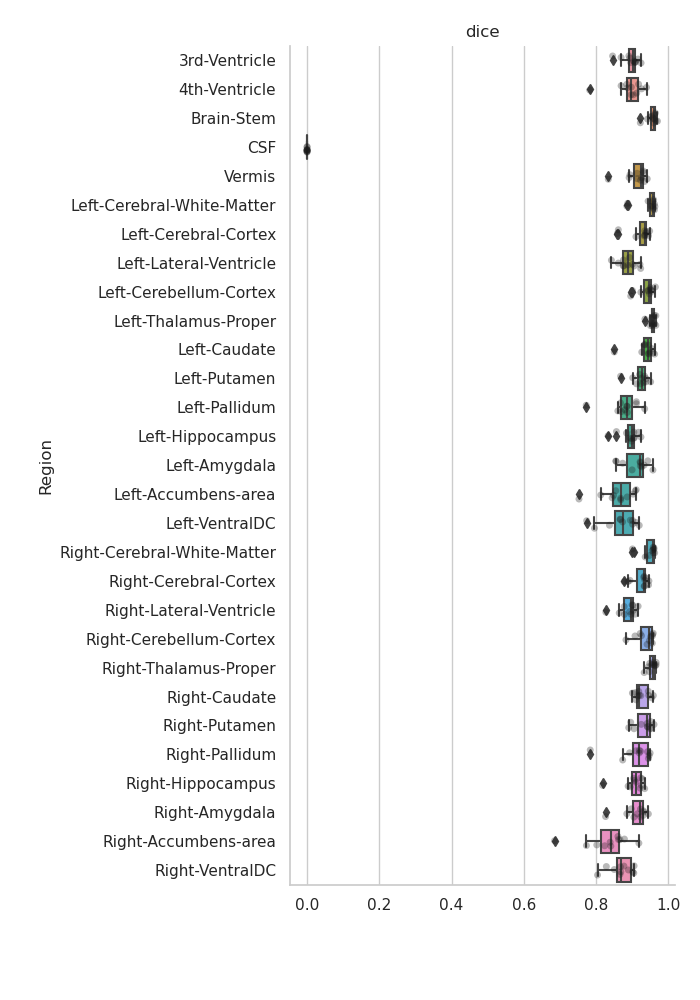 dice
3rd-Ventricle
4th-Ventricle
Brain-Stem
CSF
Vermis
Left-Cerebral-White-Matter
Left-Cerebral-Cortex
Left-Lateral-Ventricle
Left-Cerebellum-Cortex
Left-Thalamus-Proper
Left-Caudate
Left-Putamen
Left-Pallidum
Left-Hippocampus
Left-Amygdala
Left-Accumbens-area
Left-VentralDC
Right-Cerebral-White-Matter
Right-Cerebral-Cortex
Right-Lateral-Ventricle
Right-Cerebellum-Cortex
Right-Thalamus-Proper
Right-Caudate
Right-Putamen
Right-Pallidum
Right-Hippocampus
Right-Amygdala
Right-Accumbens-area
Right-VentralDC
Region
0.0 0.2 0.4 0.6 0.8 1.0